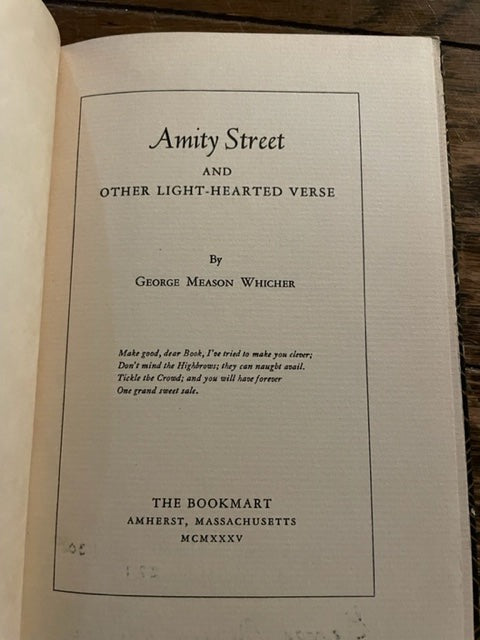 Amity Street
AND
OTHER LIGHT-HEARTED VERSE
By
GEORGE MEASON WHICHER
Make good, dear Book, I've tried to make you clever;
Don't mind the Highbrows; they can naught avail.
Tickle the Crowd; and you will have forever
One grand sweet sale.
THE BOOKMART
AMHERST, MASSACHUSETTS
MCMXXXV